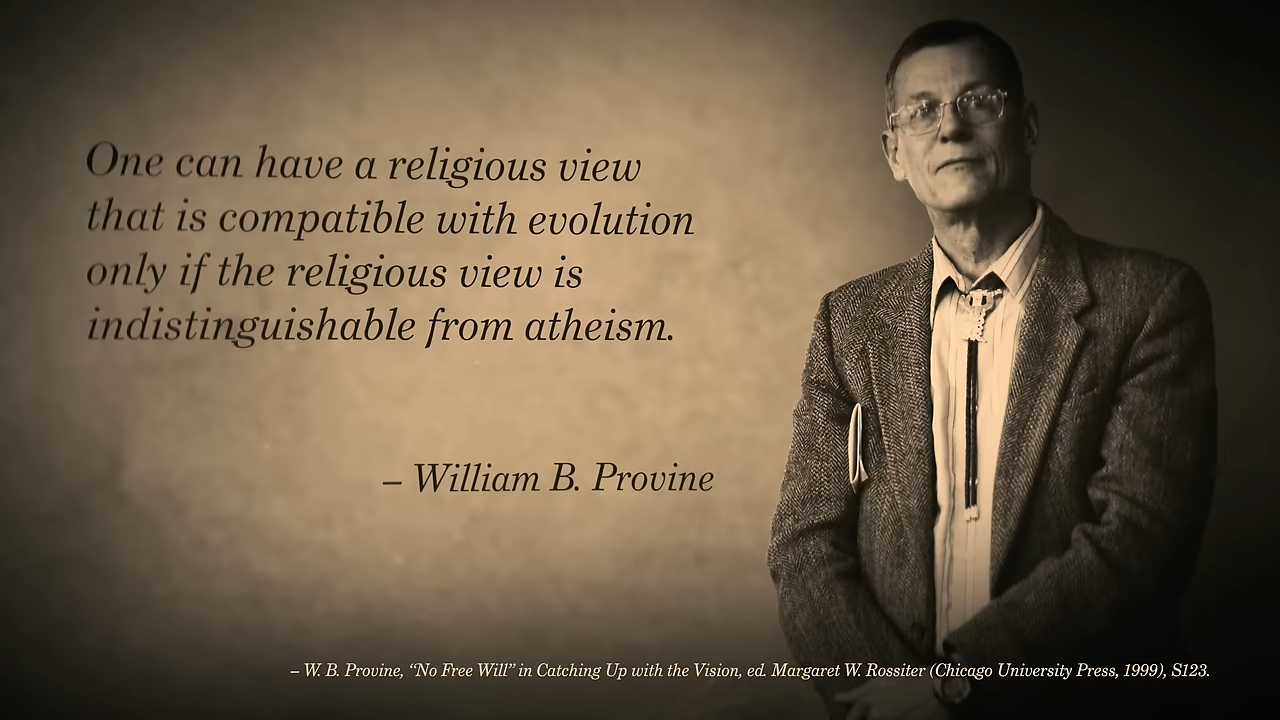 One can have a religious view
that is compatible with evolution
only if the religious view is
indistinguishable from atheism.
– William B. Provine
– W. B. Provine, “No Free Will” in Catching Up with the Vision, ed. Margaret W. Rossiter (Chicago University Press, 1999), S123.